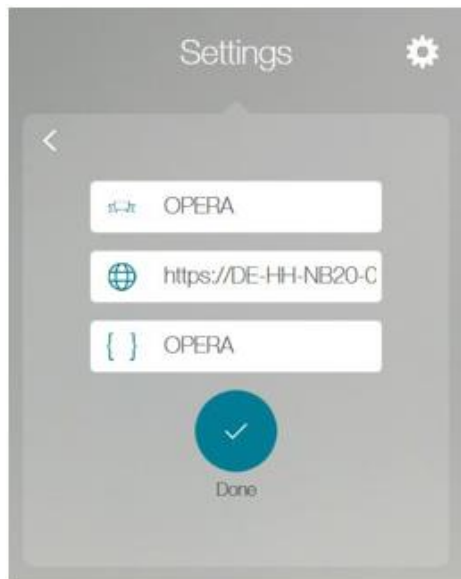 Settings
OPERA
https://DE-HH-NB20-C
{ } OPERA
Done